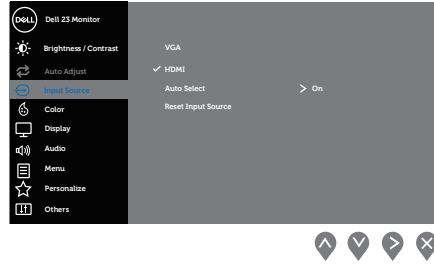 DELL
Dell 23 Monitor
Brightness / Contrast
Auto Adjust
Input Source
Color
Display
Audio
Menu
Personalize
Others
VGA
HDMI
Auto Select
On
Reset Input Source